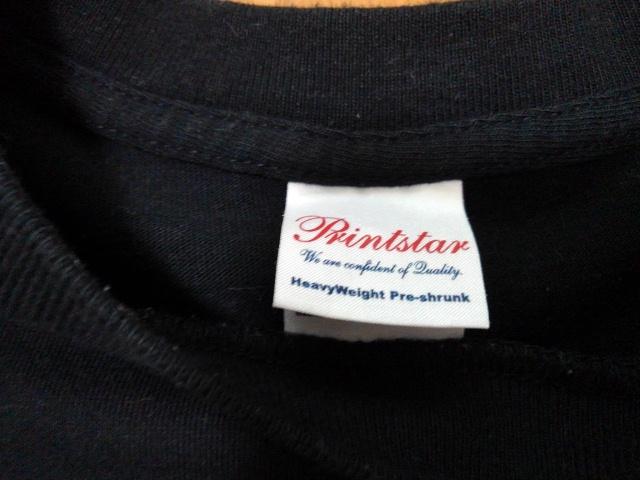 Printstar
We are confident of Quality.
HeavyWeight Pre-shrunk